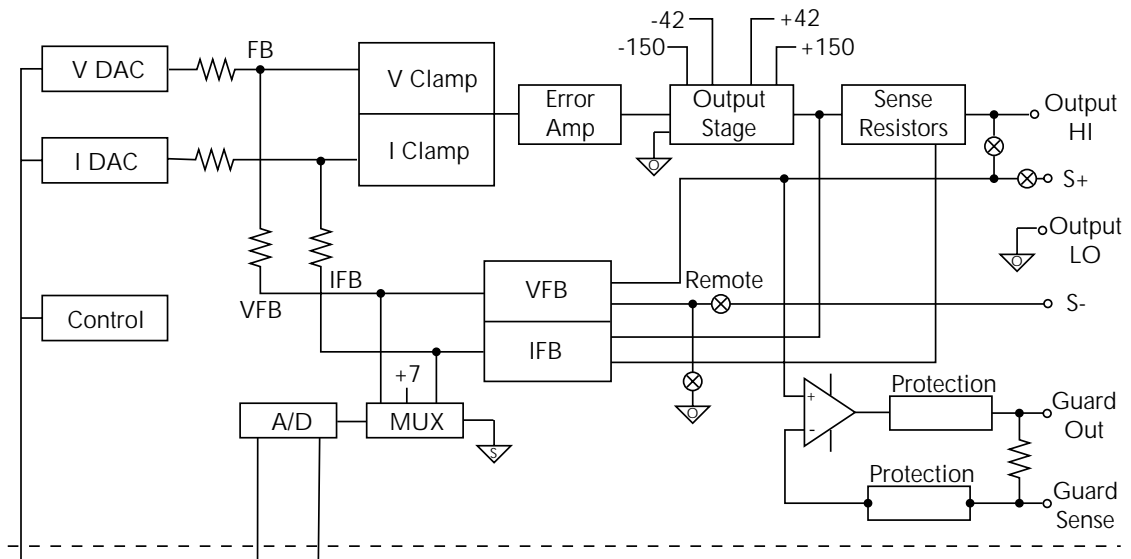 -42
+42
-150
+150
FB
V DAC
V Clamp
Error
Amp
Output
Stage
Sense
Resistors
Output
HI
I DAC
I Clamp
O
S+
Output
LO
O
IFB
VFB
VFB
Remote
S-
Control
IFB
+7
O
Protection
A/D
MUX
S
+
-
Guard
Out
Protection
Guard
Sense